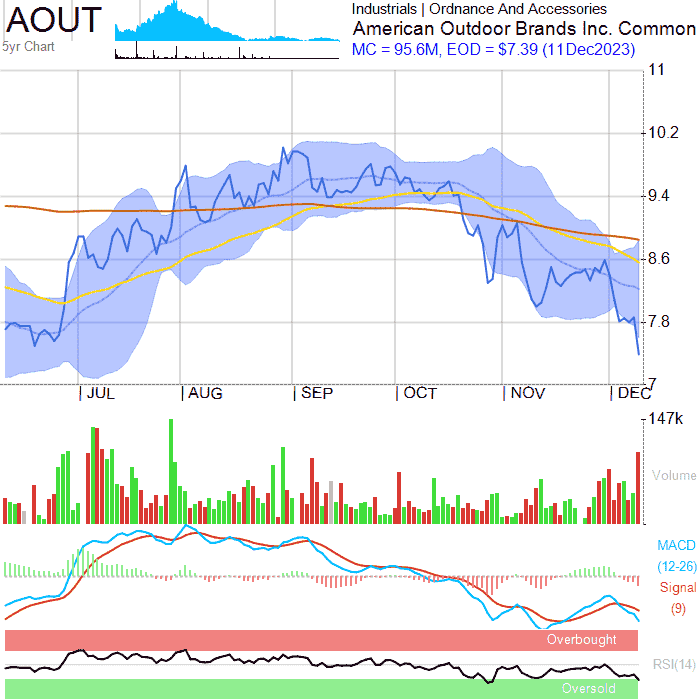 AOUT
5yr Chart
Industrials | Ordnance And Accessories
American Outdoor Brands Inc. Common
MC = 95.6M, EOD = $7.39 (11Dec2023)
11
10.2
9.4
8.6
7.8
7
JUL
AUG
SEP
OCT
NOV
DEC
147k
Volume
MACD
(12-26)
Signal
(9)
Overbought
RSI(14)
Oversold